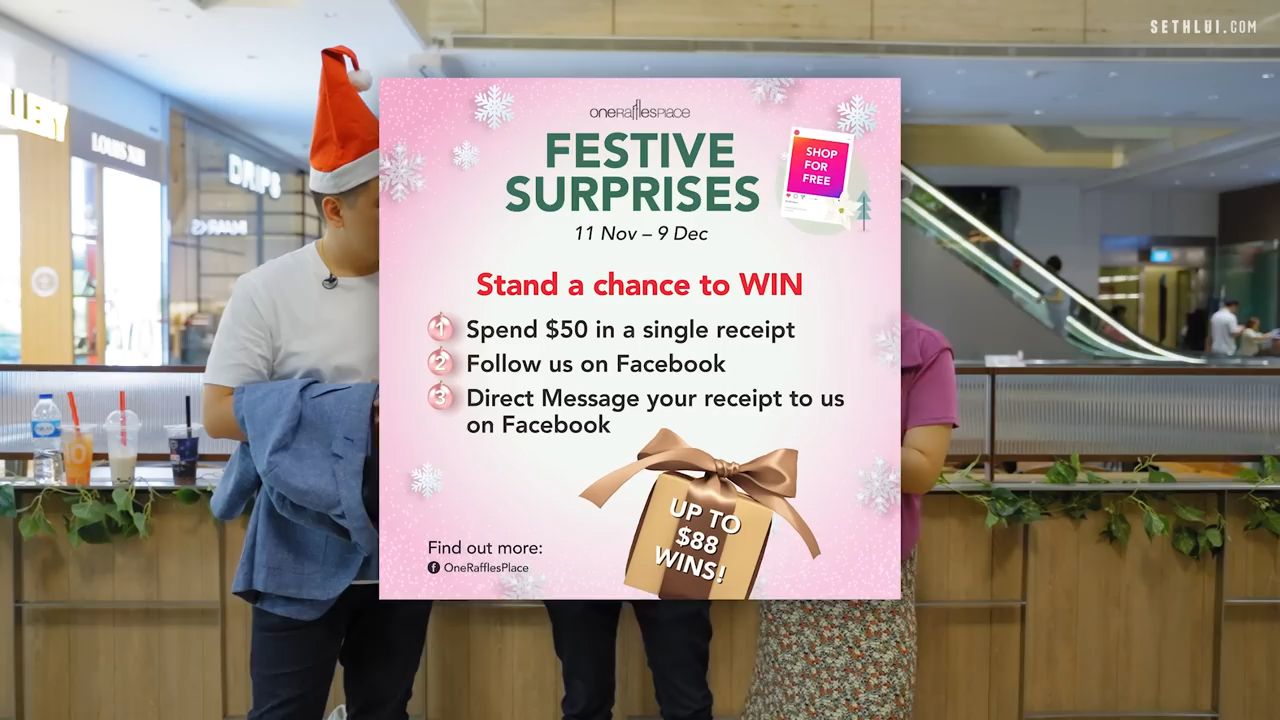 SETHLUI.COM
LLERY
LOUIS XIII
DRIPS
oneRafflesPlace
FESTIVE
SURPRISES
11 Nov – 9 Dec
SHOP
FOR
FREE
Stand a chance to WIN
1 Spend $50 in a single receipt
2 Follow us on Facebook
3 Direct Message your receipt to us
on Facebook
UP TO
$88
WINS!
Find out more:
OneRafflesPlace